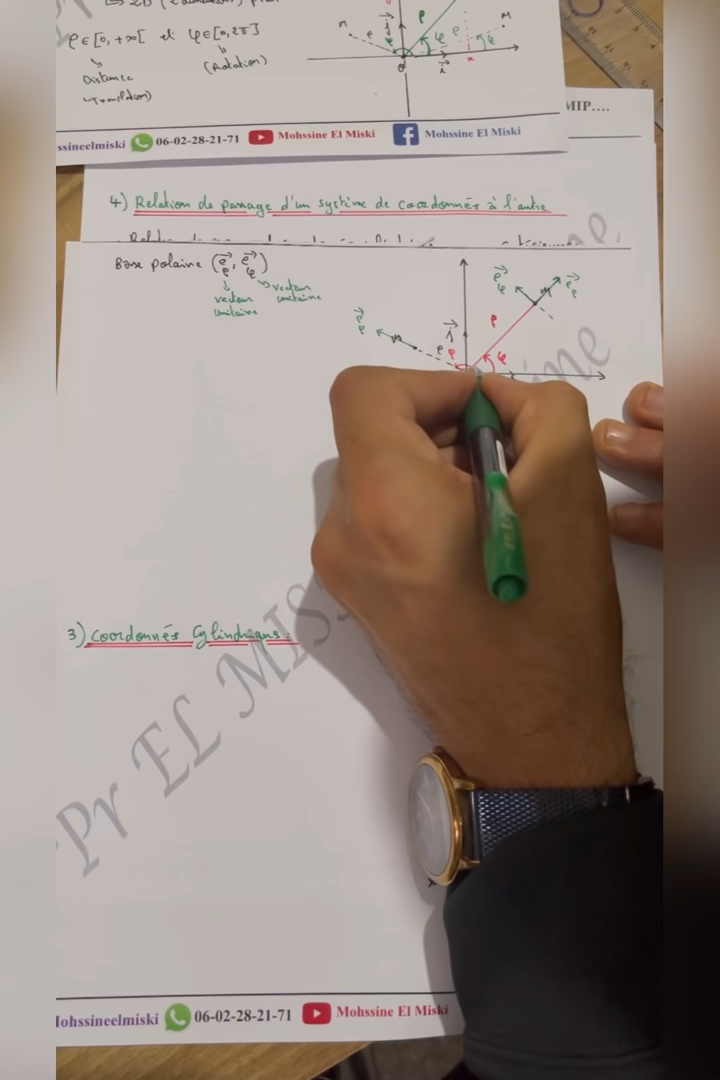 ρ∈[0,+∞[ et φ∈[0,2π]
Distance
(Rotation)
Translation)
M
ρ
ρ
φ
M
O
i
x
ssineelmiski 06-02-28-21-71 Mohssine El Miski Mohssine El Miski
MIP....
4) Relation de passage d'un système de coordonnés à l'autre
Base polaire (e⃗ρ, e⃗φ)
vecteur
unitaire
vecteur
unitaire
e⃗φ
e⃗ρ
M
e⃗ρ
M
j⃗
ρ
ρ
φ
φ
3) Coordonnés Cylindriques:
Pr EL MISKI
lohssineelmiski 06-02-28-21-71 Mohssine El Miski